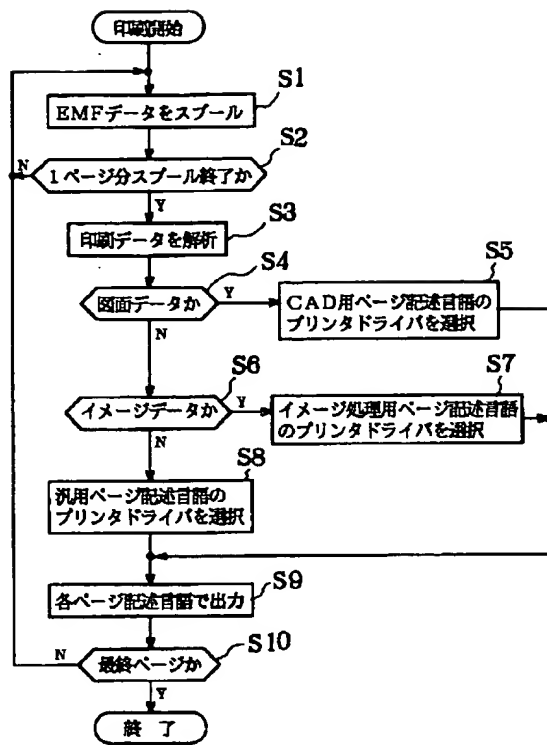 印刷開始
S1
EMFデータをスプール
S2
N
1ページ分スプール終了か
Y
S3
印刷データを解析
S4
図面データか
Y
N
S5
CAD用ページ記述言語の
プリンタドライバを選択
S6
イメージデータか
Y
N
S7
イメージ処理用ページ記述言語
のプリンタドライバを選択
S8
汎用ページ記述言語の
プリンタドライバを選択
S9
各ページ記述言語で出力
S10
N
最終ページか
Y
終了